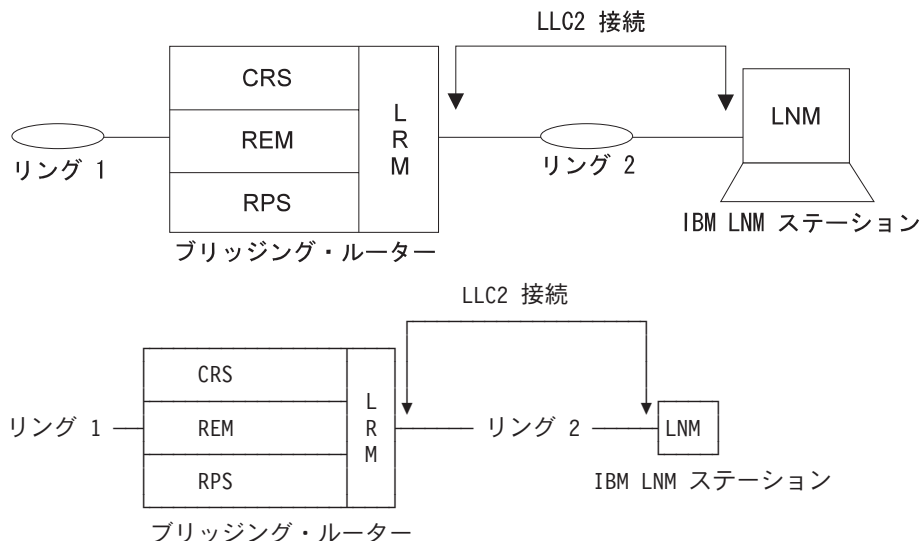 LLC2 接続
CRS
REM
RPS
L
R
M
LNM
リング 1
リング 2
IBM LNM ステーション
ブリッジング・ルーター
LLC2 接続
CRS
REM
RPS
L
R
M
リング 1
リング 2
LNM
IBM LNM ステーション
ブリッジング・ルーター